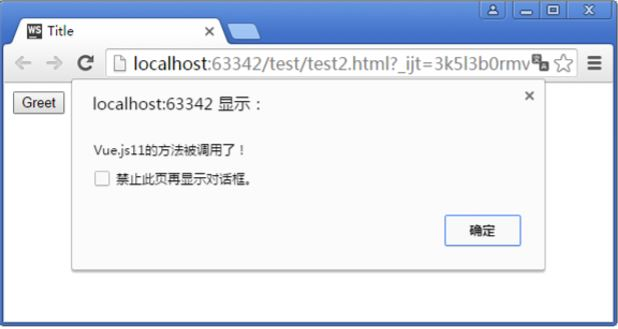 WS Title
localhost:63342/test/test2.html?_ijt=3k5l3b0rmv
Greet
localhost:63342 显示：
Vue.js11的方法被调用了！
禁止此页再显示对话框。
确定